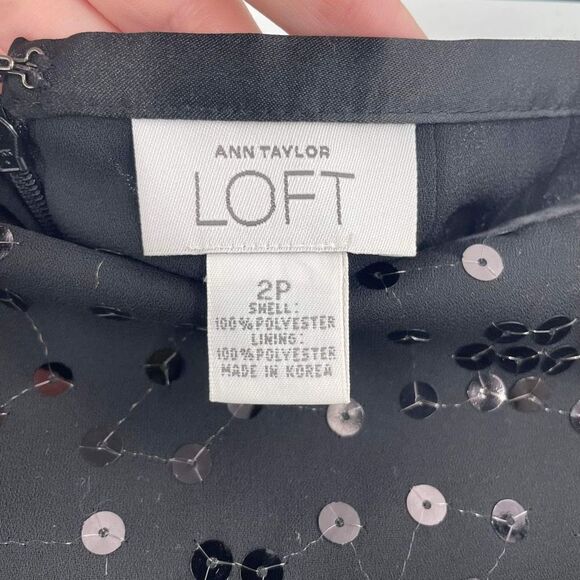 ANN TAYLOR
LOFT
2P
SHELL:
100%POLYESTER
LINING:
100%POLYESTER
MADE IN KOREA